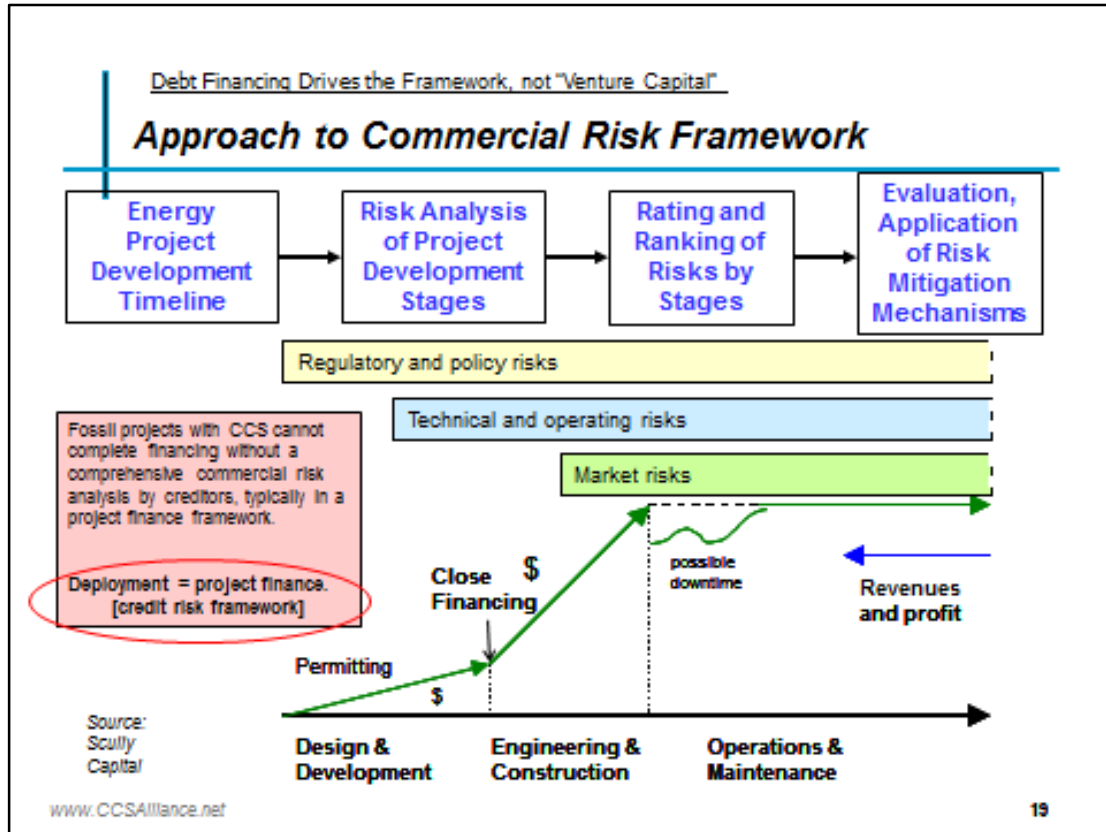 Debt Financing Drives the Framework, not "Venture Capital"
Approach to Commercial Risk Framework
Energy
Project
Development
Timeline
Risk Analysis
of Project
Development
Stages
Rating and
Ranking of
Risks by
Stages
Evaluation,
Application
of Risk
Mitigation
Mechanisms
Regulatory and policy risks
Technical and operating risks
Market risks
Fossil projects with CCS cannot
complete financing without a
comprehensive commercial risk
analysis by creditors, typically in a
project finance framework.
Deployment = project finance.
[credit risk framework]
Close
Financing
$
possible
downtime
Revenues
and profit
Permitting
$
Source:
Scully
Capital
Design &
Development
Engineering &
Construction
Operations &
Maintenance
www.CCSAlliance.net
19